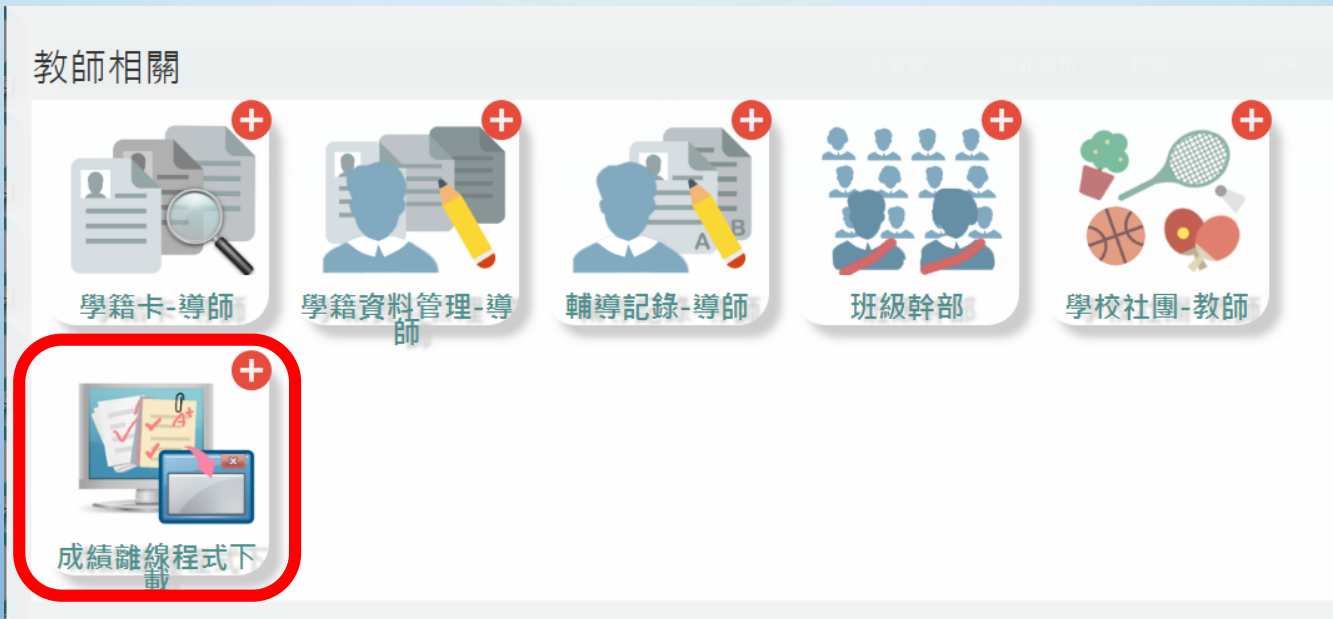 教師相關
學籍卡-導師
學籍資料管理-導
師
輔導記錄-導師
A B
班級幹部
學校社團-教師
A+
成績離線程式下
載